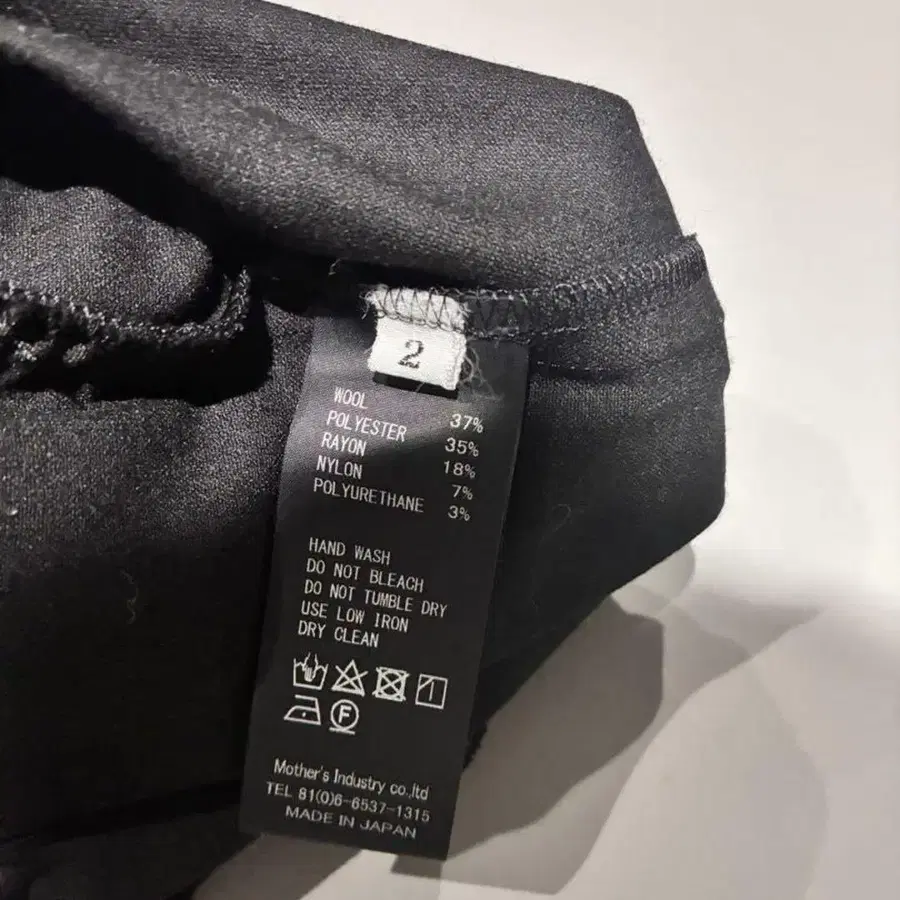 2
WOOL 37%
POLYESTER 35%
RAYON 18%
NYLON 7%
POLYURETHANE 3%
HAND WASH
DO NOT BLEACH
DO NOT TUMBLE DRY
USE LOW IRON
DRY CLEAN
F
Mother's Industry co.,ltd
TEL 81(0)6-6537-1315
MADE IN JAPAN